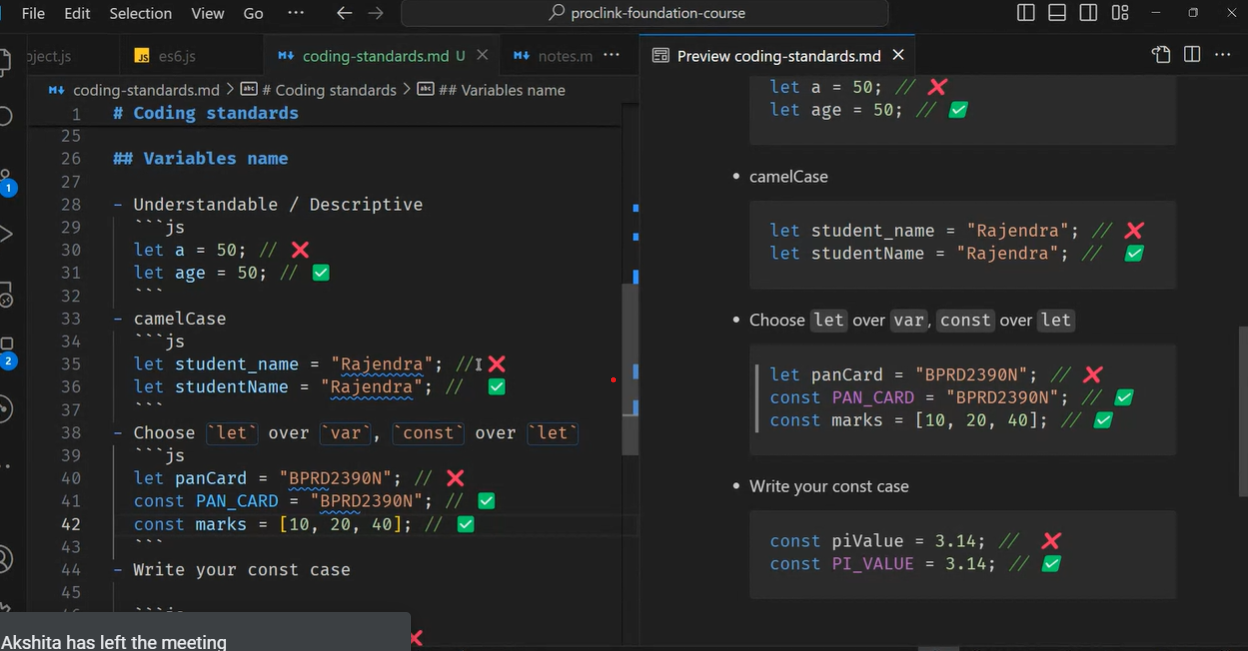 File Edit Selection View Go ··· proclink-foundation-course
bject.js es6.js coding-standards.md U notes.m ···
coding-standards.md > # Coding standards > ## Variables name
1 # Coding standards
25
26 ## Variables name
27
28 - Understandable / Descriptive
29 ```js
30 let a = 50; // ❌
31 let age = 50; // ✅
32 ```
33 - camelCase
34 ```js
35 let student_name = "Rajendra"; // ❌
36 let studentName = "Rajendra"; // ✅
37 ```
38 - Choose `let` over `var`, `const` over `let`
39 ```js
40 let panCard = "BPRD2390N"; // ❌
41 const PAN_CARD = "BPRD2390N"; // ✅
42 const marks = [10, 20, 40]; // ✅
43 ```
44 - Write your const case
45
1
2
Akshita has left the meeting
Preview coding-standards.md ···
let a = 50; // ❌
let age = 50; // ✅
• camelCase
let student_name = "Rajendra"; // ❌
let studentName = "Rajendra"; // ✅
• Choose let over var, const over let
let panCard = "BPRD2390N"; // ❌
const PAN_CARD = "BPRD2390N"; // ✅
const marks = [10, 20, 40]; // ✅
• Write your const case
const piValue = 3.14; // ❌
const PI_VALUE = 3.14; // ✅